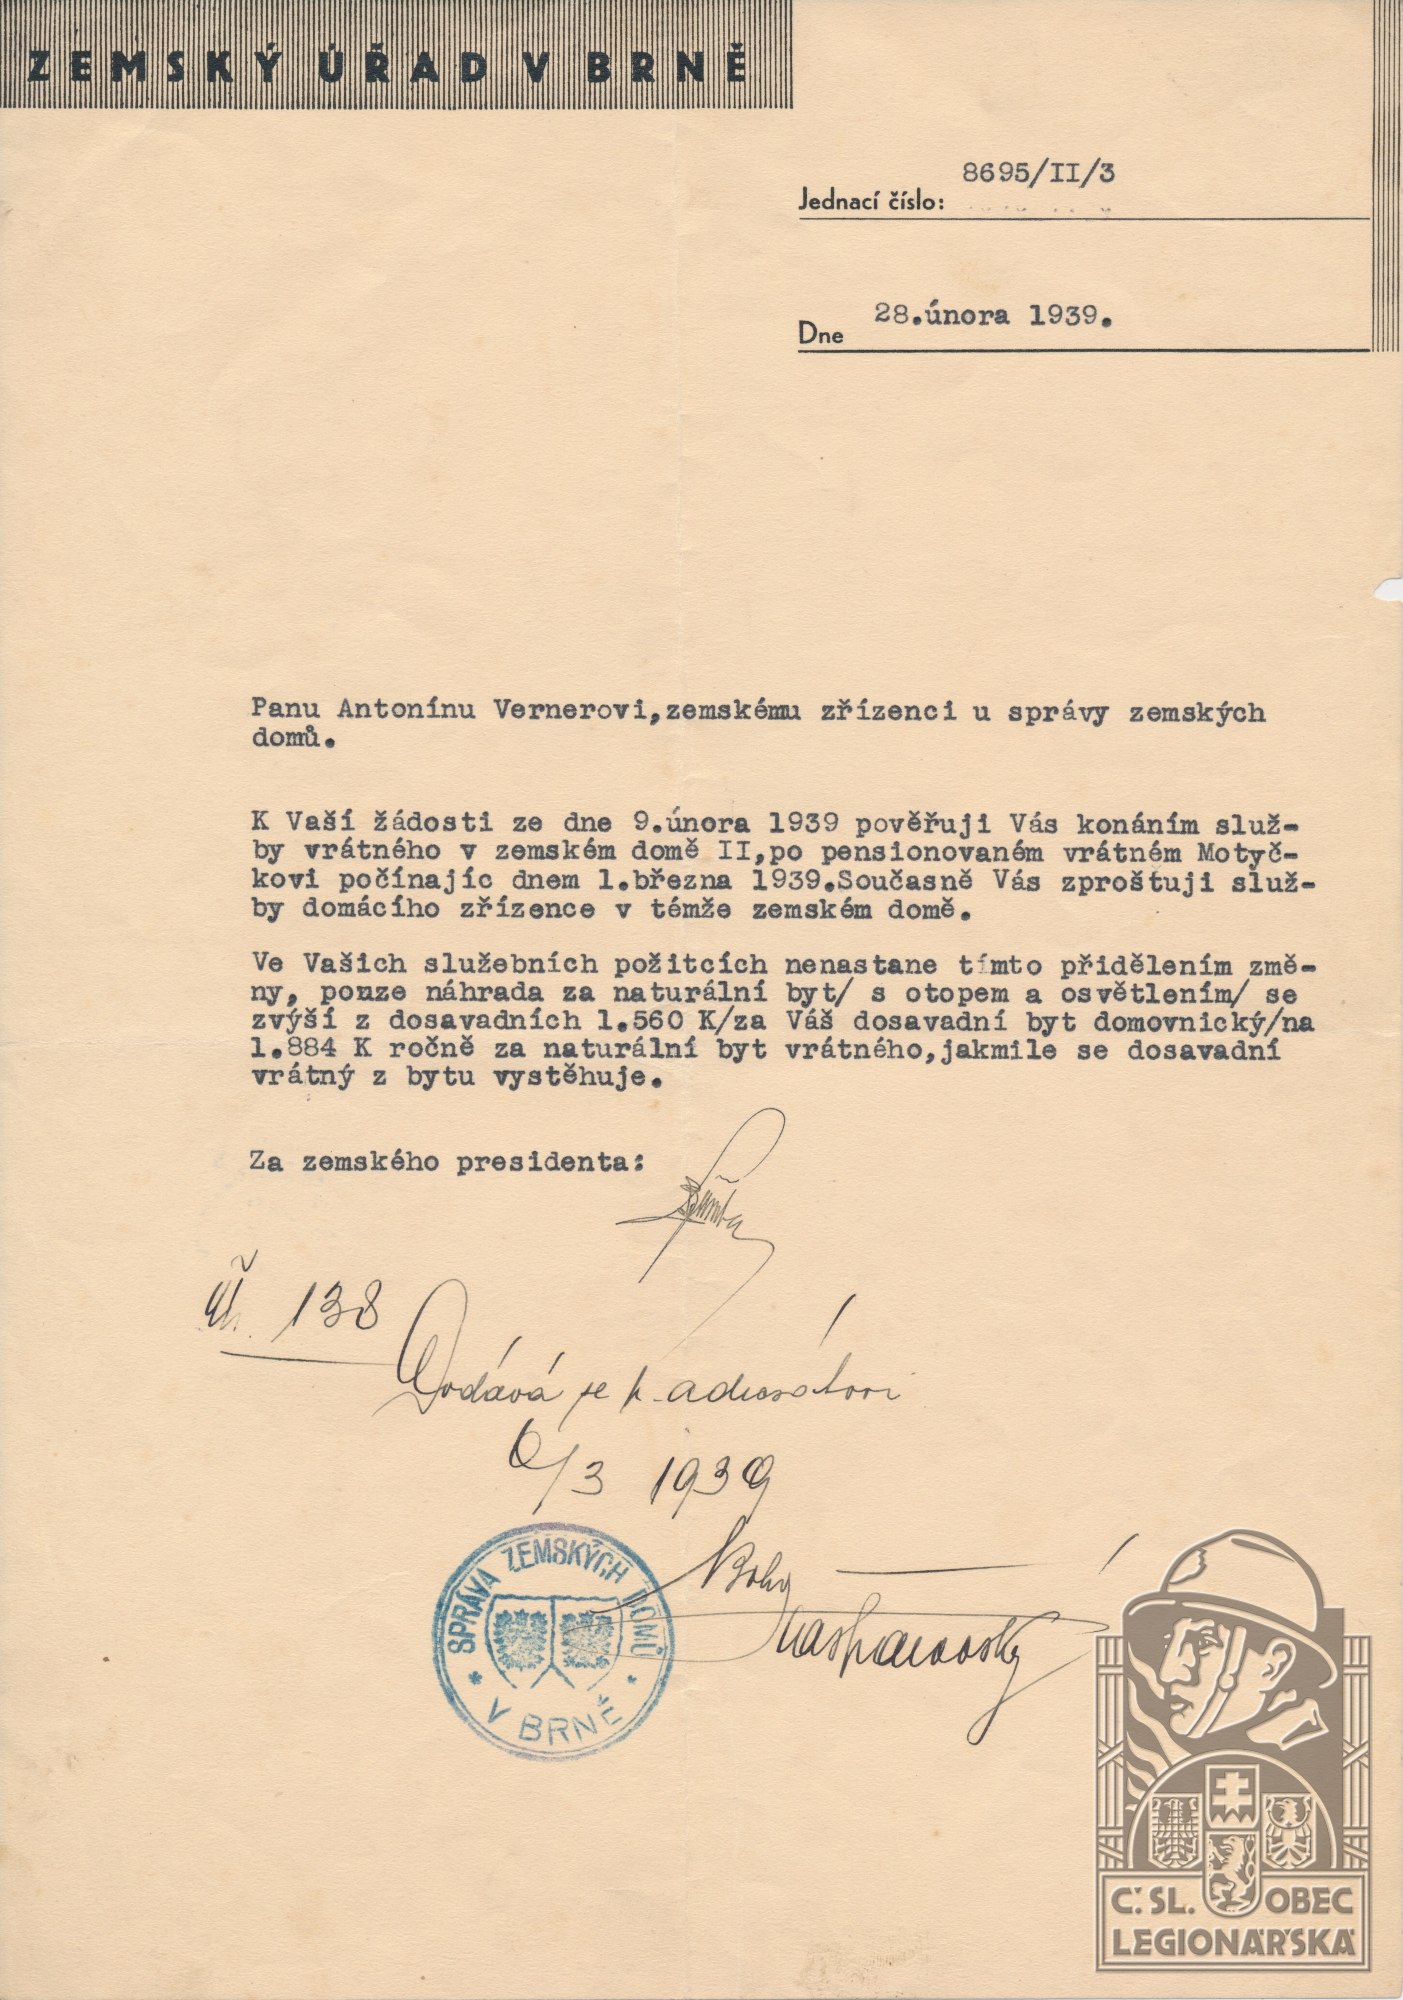 ZEMSKÝ ÚŘAD V BRNĚ
8695/II/3
Jednací číslo:
28.února 1939.
Dne
Panu Antonínu Vernerovi,zemskému zřízenci u správy zemských
domů.
K Vaší žádosti ze dne 9.února 1939 pověřuji Vás konáním služ-
by vrátného v zemském domě II,po pensionovaném vrátném Motyč-
kovi počínajíc dnem 1.března 1939.Současně Vás zproštuji služ-
by domácího zřízence v témže zemském domě.
Ve Vašich služebních požitcích nenastane tímto přidělením změ-
ny, pouze náhrada za naturální byt/ s otopem a osvětlením/ se
zvýší z dosavadních 1.560 K/za Váš dosavadní byt domovnický/na
1.884 K ročně za naturální byt vrátného,jakmile se dosavadní
vrátný z bytu vystěhuje.
Za zemského presidenta:
138
Dodává se p. adresátovi
6/3 1939
SPRÁVA ZEMSKÝCH DOMŮ
* V BRNĚ *
Č.SL. OBEC
LEGIONÁŘSKÁ